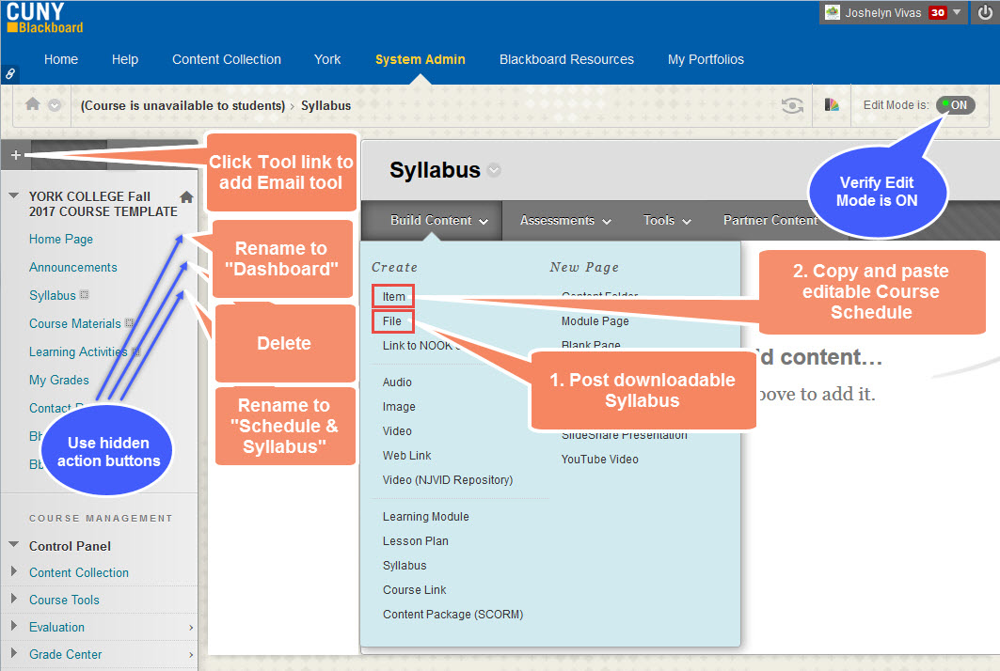 CUNY
Blackboard
Joshelyn Vivas 30
Home Help Content Collection York System Admin Blackboard Resources My Portfolios
(Course is unavailable to students) › Syllabus
Edit Mode is: ON
+
Click Tool link to
add Email tool
Syllabus
Verify Edit
Mode is ON
YORK COLLEGE Fall
2017 COURSE TEMPLATE
Build Content Assessments Tools Partner Content
Home Page
Announcements
Syllabus
Course Materials
Learning Activities
My Grades
Contact
Bb
Bb
Use hidden
action buttons
Rename to
"Dashboard"
Delete
Rename to
"Schedule &
Syllabus"
Create
Item
File
Link to NOOK
Audio
Image
Video
Web Link
Video (NJVID Repository)
Learning Module
Lesson Plan
Syllabus
Course Link
Content Package (SCORM)
New Page
Content Folder
Module Page
Blank Page
SlideShare Presentation
YouTube Video
2. Copy and paste
editable Course
Schedule
1. Post downloadable
Syllabus
content...
to add it.
COURSE MANAGEMENT
Control Panel
Content Collection
Course Tools
Evaluation ›
Grade Center ›